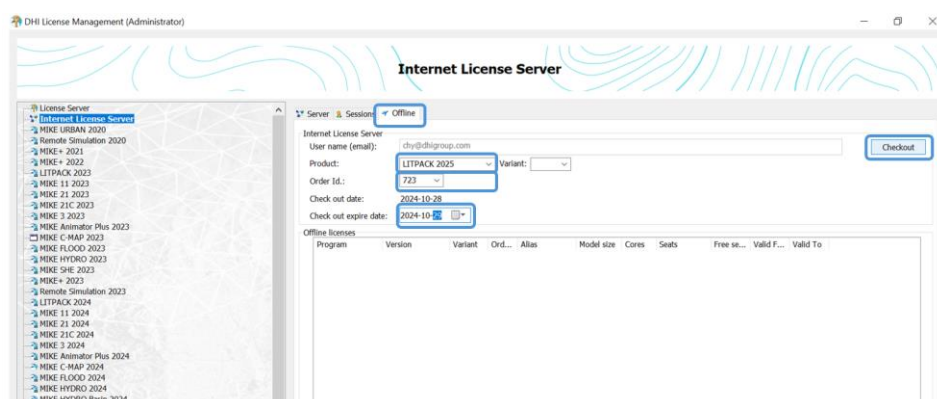 DHI License Management (Administrator)
Internet License Server
License Server
Internet License Server
MIKE URBAN 2020
Remote Simulation 2020
MIKE+ 2021
MIKE+ 2022
LITPACK 2023
MIKE 11 2023
MIKE 21 2023
MIKE 21C 2023
MIKE 3 2023
MIKE Animator Plus 2023
MIKE C-MAP 2023
MIKE FLOOD 2023
MIKE HYDRO 2023
MIKE SHE 2023
MIKE+ 2023
Remote Simulation 2023
LITPACK 2024
MIKE 11 2024
MIKE 21 2024
MIKE 21C 2024
MIKE 3 2024
MIKE Animator Plus 2024
MIKE C-MAP 2024
MIKE FLOOD 2024
MIKE HYDRO 2024
MIKE HYDRO Basin 2024
Server Sessions Offline
Internet License Server
User name (email): chy@dhigroup.com
Checkout
Product: LITPACK 2025 Variant:
Order Id.: 723
Check out date: 2024-10-28
Check out expire date: 2024-10-29
Offline licenses
Program Version Variant Ord... Alias Model size Cores Seats Free se... Valid F... Valid To